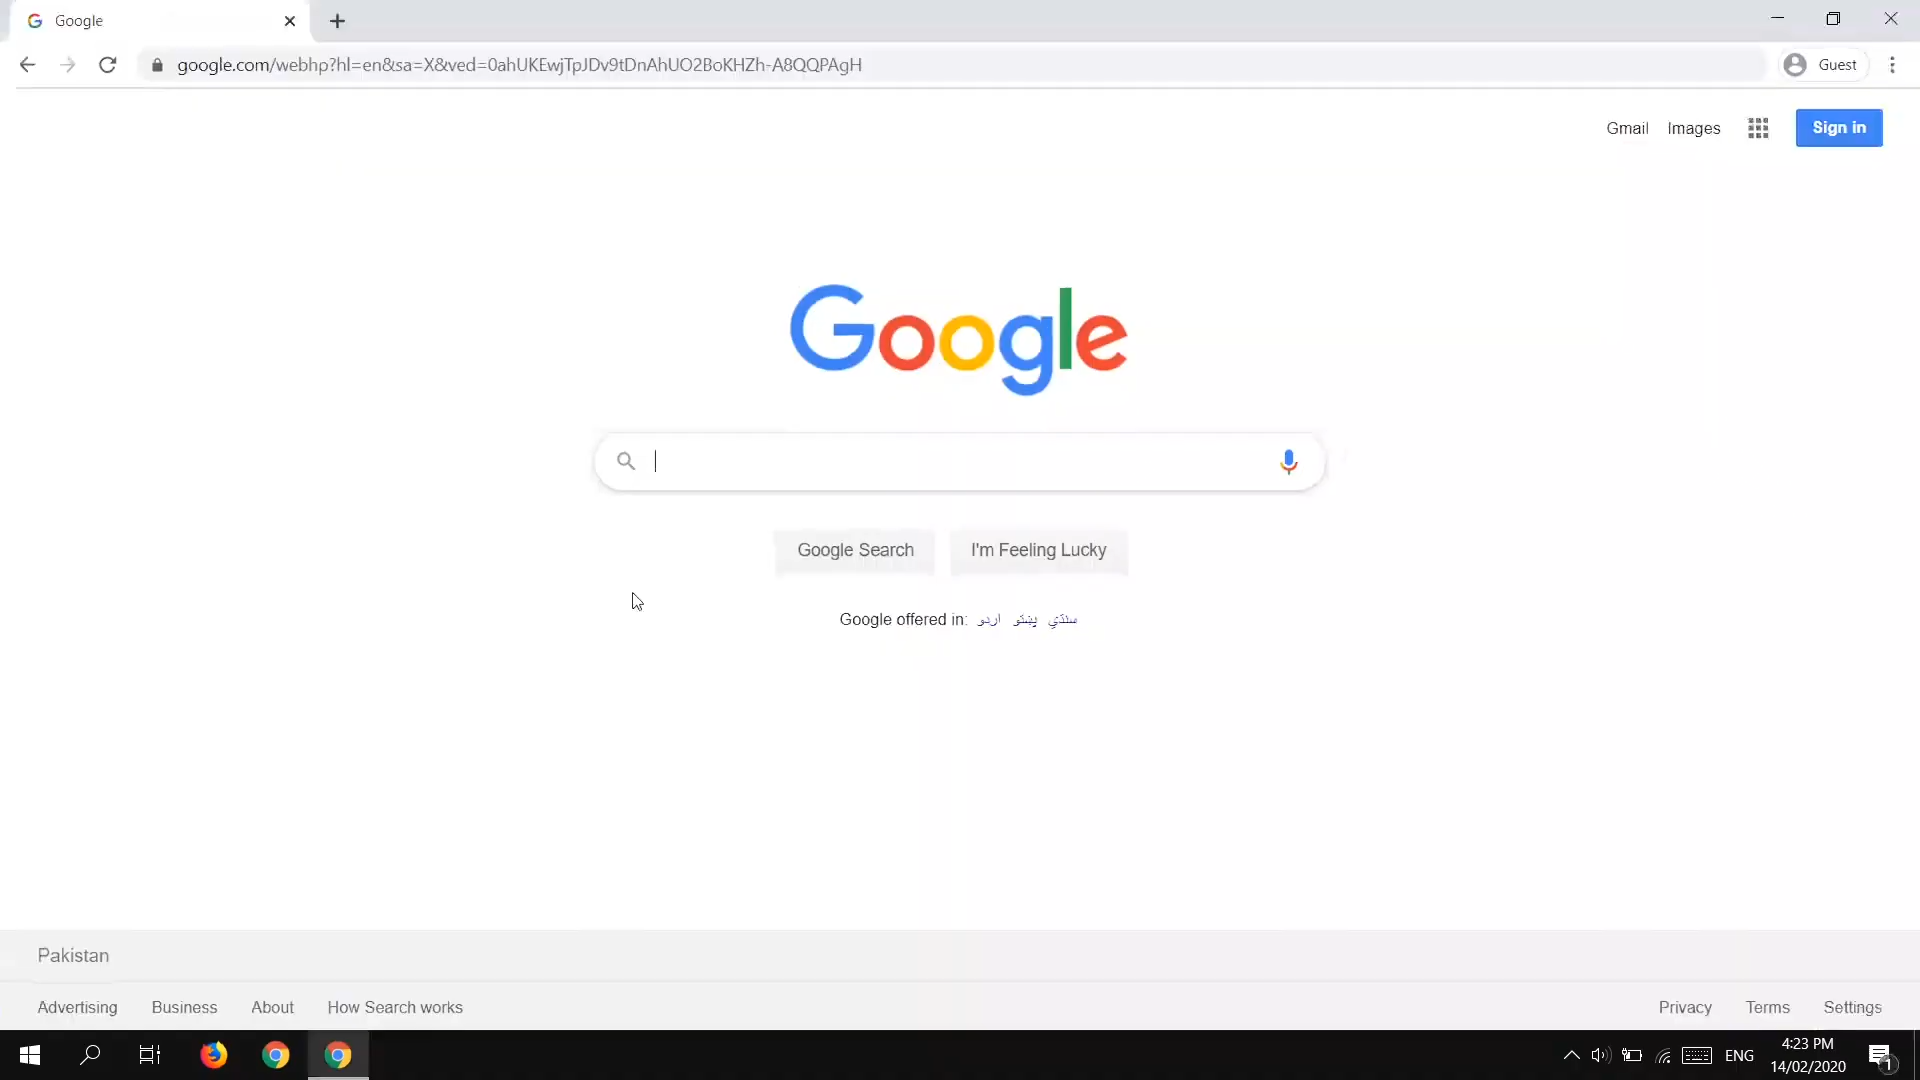 Google
google.com/webhp?hl=en&sa=X&ved=0ahUKEwjTpJDv9tDnAhUO2BoKHZh-A8QQPAgH
Guest
Gmail Images Sign in
Google
Google Search I'm Feeling Lucky
Google offered in: اردو پښتو سنڌي
Pakistan
Advertising Business About How Search works Privacy Terms Settings
ENG
4:23 PM
14/02/2020
1